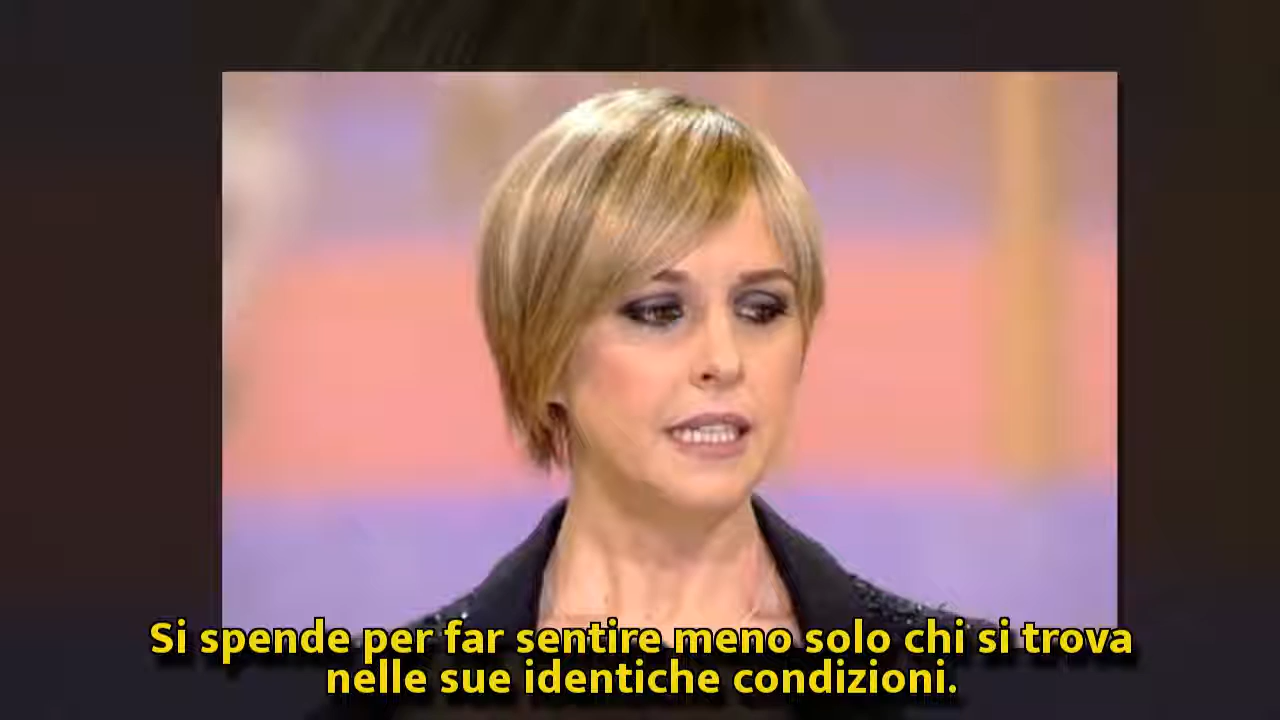 Si spende per far sentire meno solo chi si trova
nelle sue identiche condizioni.